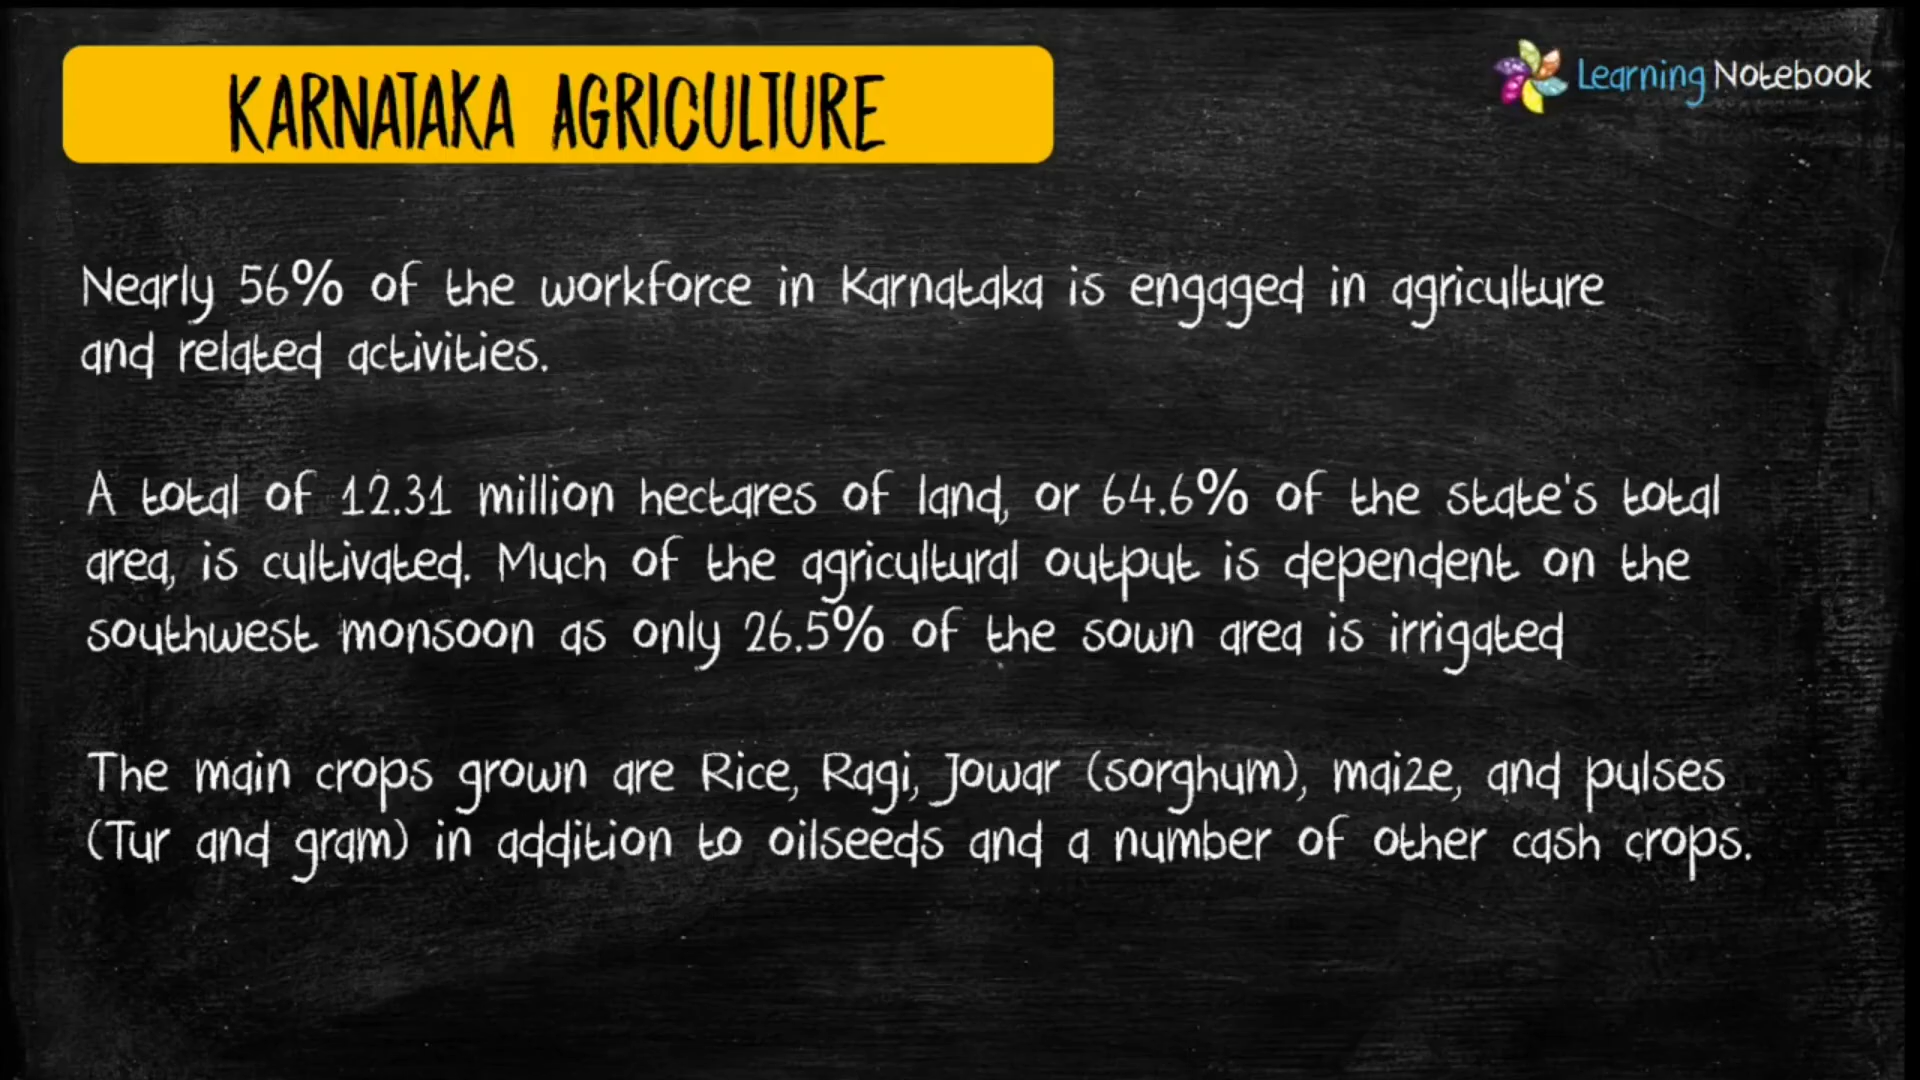 KARNATAKA AGRICULTURE
Learning Notebook
Nearly 56% of the workforce in Karnataka is engaged in agriculture
and related activities.
A total of 12.31 million hectares of land, or 64.6% of the state's total
area, is cultivated. Much of the agricultural output is dependent on the
southwest monsoon as only 26.5% of the sown area is irrigated
The main crops grown are Rice, Ragi, Jowar (sorghum), maize, and pulses
(Tur and gram) in addition to oilseeds and a number of other cash crops.